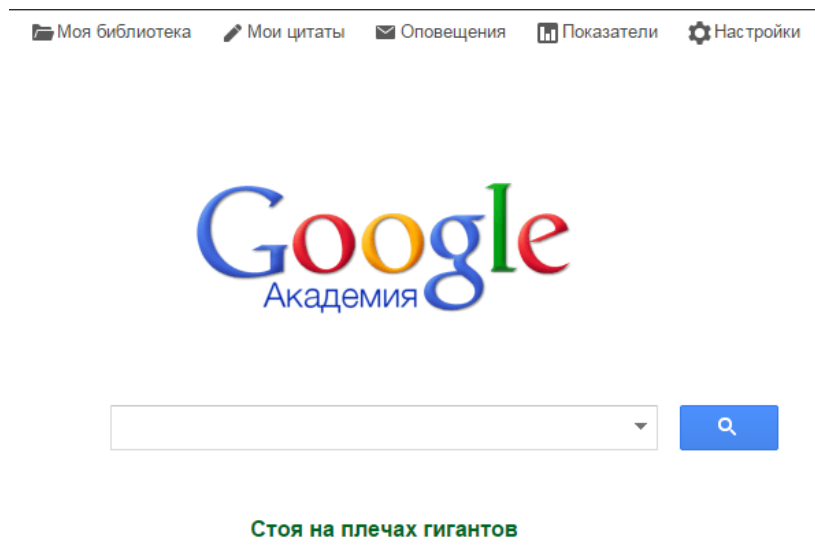 Моя библиотека Мои цитаты Оповещения Показатели Настройки
Google
Академия
Стоя на плечах гигантов